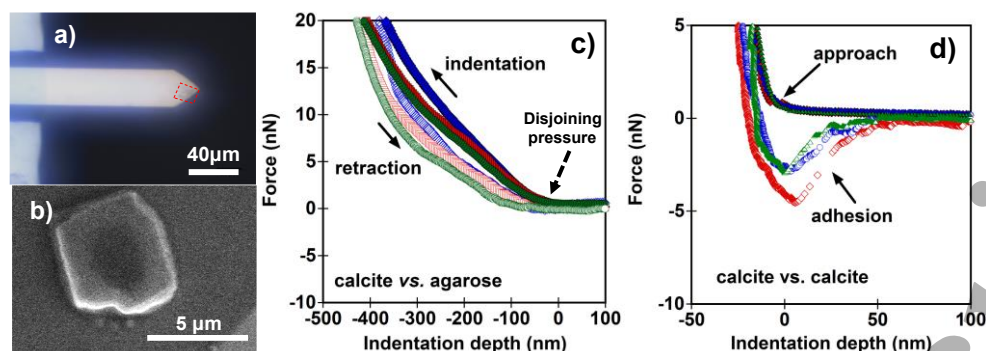 a)
40µm
b)
5 µm
c)
20
15
10
5
0
-5
-10
Force (nN)
indentation
retraction
Disjoining
pressure
calcite vs. agarose
-500 -400 -300 -200 -100 0 100
Indentation depth (nm)
d)
5
0
-5
-10
Force (nN)
approach
adhesion
calcite vs. calcite
-50 0 50 100
Indentation depth (nm)